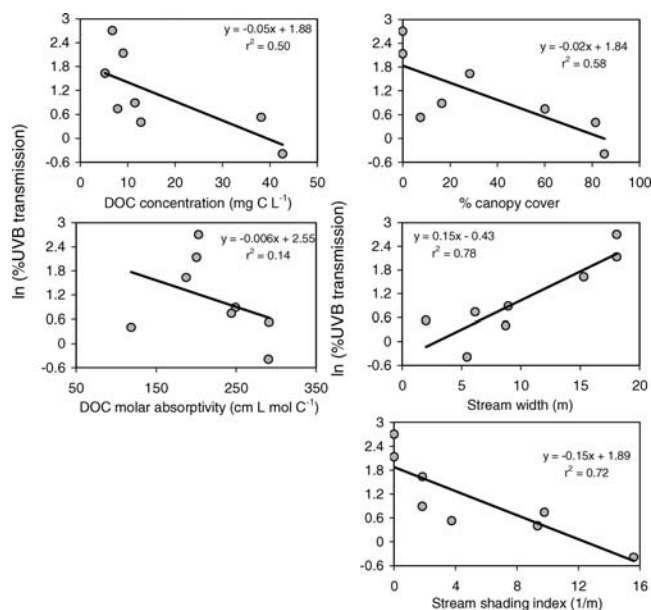 ln (%UVB transmission)
3
2.4
1.8
1.2
0.6
0
-0.6
y = -0.05x + 1.88
r² = 0.50
0 10 20 30 40 50
DOC concentration (mg C L⁻¹)
3
2.4
1.8
1.2
0.6
0
-0.6
y = -0.02x + 1.84
r² = 0.58
0 20 40 60 80 100
% canopy cover
3
2.4
1.8
1.2
0.6
0
-0.6
y = -0.006x + 2.55
r² = 0.14
50 150 250 350
DOC molar absorptivity (cm L mol C⁻¹)
ln (%UVB transmission)
3
2.4
1.8
1.2
0.6
0
-0.6
y = 0.15x - 0.43
r² = 0.78
0 5 10 15 20
Stream width (m)
3
2.4
1.8
1.2
0.6
0
-0.6
y = -0.15x + 1.89
r² = 0.72
0 4 8 12 16
Stream shading index (1/m)